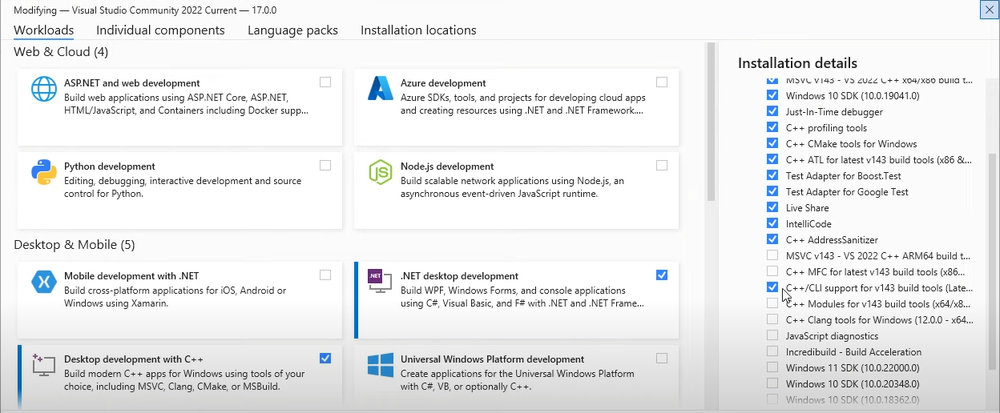 Modifying — Visual Studio Community 2022 Current — 17.0.0
Workloads Individual components Language packs Installation locations
Web & Cloud (4)
ASP.NET and web development
Build web applications using ASP.NET Core, ASP.NET,
HTML/JavaScript, and Containers including Docker supp...
Azure development
Azure SDKs, tools, and projects for developing cloud apps
and creating resources using .NET and .NET Framework....
Python development
Editing, debugging, interactive development and source
control for Python.
Node.js development
Build scalable network applications using Node.js, an
asynchronous event-driven JavaScript runtime.
Desktop & Mobile (5)
Mobile development with .NET
Build cross-platform applications for iOS, Android or
Windows using Xamarin.
.NET
.NET desktop development
Build WPF, Windows Forms, and console applications
using C#, Visual Basic, and F# with .NET and .NET Frame...
Desktop development with C++
Build modern C++ apps for Windows using tools of your
choice, including MSVC, Clang, CMake, or MSBuild.
Universal Windows Platform development
Create applications for the Universal Windows Platform
with C#, VB, or optionally C++.
Installation details
MSVC v143 - VS 2022 C++ x64/x86 build t...
Windows 10 SDK (10.0.19041.0)
Just-In-Time debugger
C++ profiling tools
C++ CMake tools for Windows
C++ ATL for latest v143 build tools (x86 &...
Test Adapter for Boost.Test
Test Adapter for Google Test
Live Share
IntelliCode
C++ AddressSanitizer
MSVC v143 - VS 2022 C++ ARM64 build t...
C++ MFC for latest v143 build tools (x86...
C++/CLI support for v143 build tools (Late...
C++ Modules for v143 build tools (x64/x8...
C++ Clang tools for Windows (12.0.0 - x64...
JavaScript diagnostics
Incredibuild - Build Acceleration
Windows 11 SDK (10.0.22000.0)
Windows 10 SDK (10.0.20348.0)
Windows 10 SDK (10.0.18362.0)